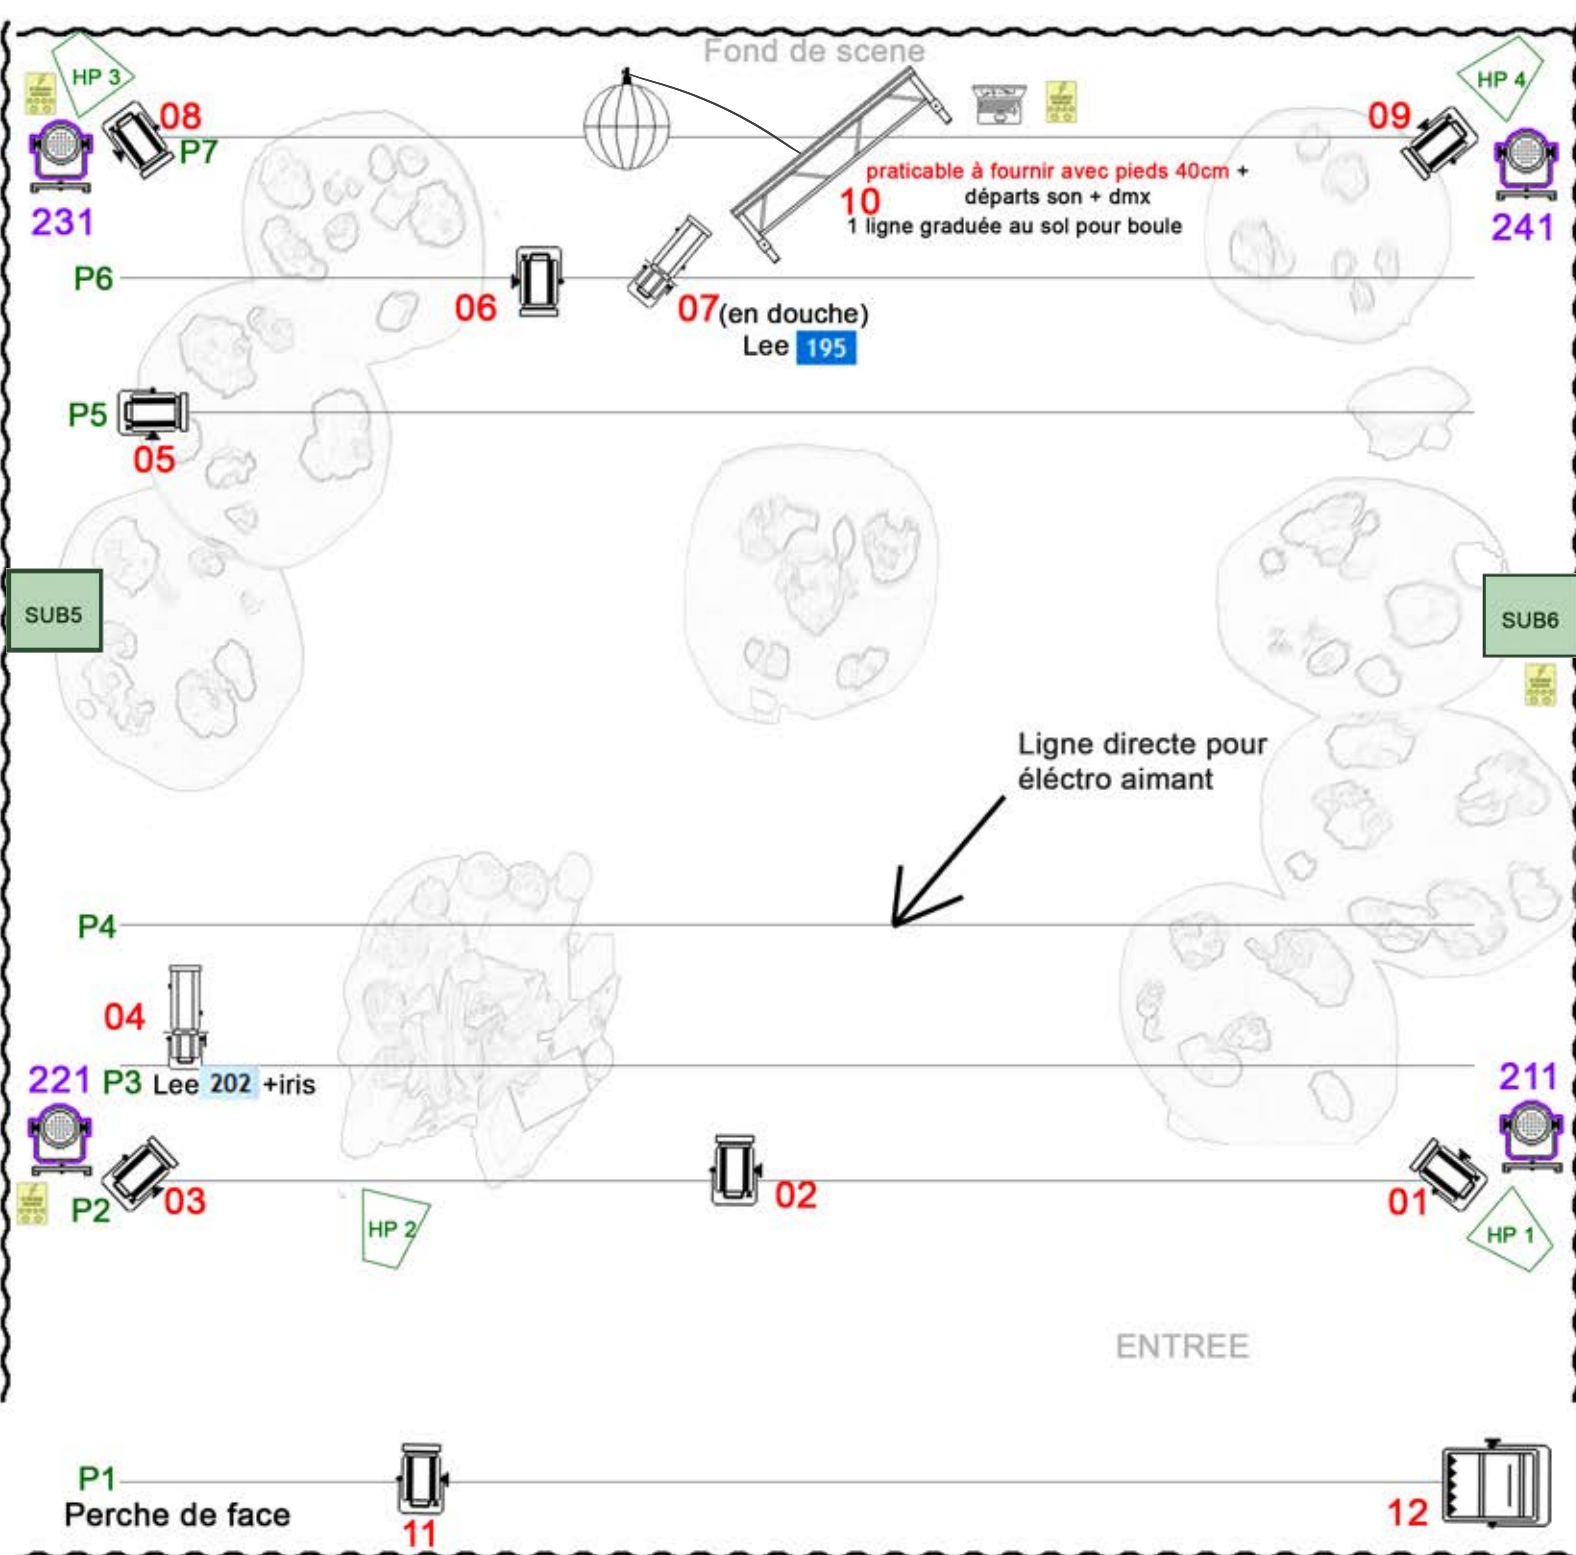 Fond de scene
HP 3
HP 4
08
09
P7
praticable à fournir avec pieds 40cm +
10
départs son + dmx
1 ligne graduée au sol pour boule
231
241
P6
06
07 (en douche)
Lee 195
P5
05
SUB5
SUB6
Ligne directe pour
éléctro aimant
P4
04
221
P3 Lee 202 +iris
211
P2
03
02
01
HP 2
HP 1
ENTREE
P1
Perche de face
11
12